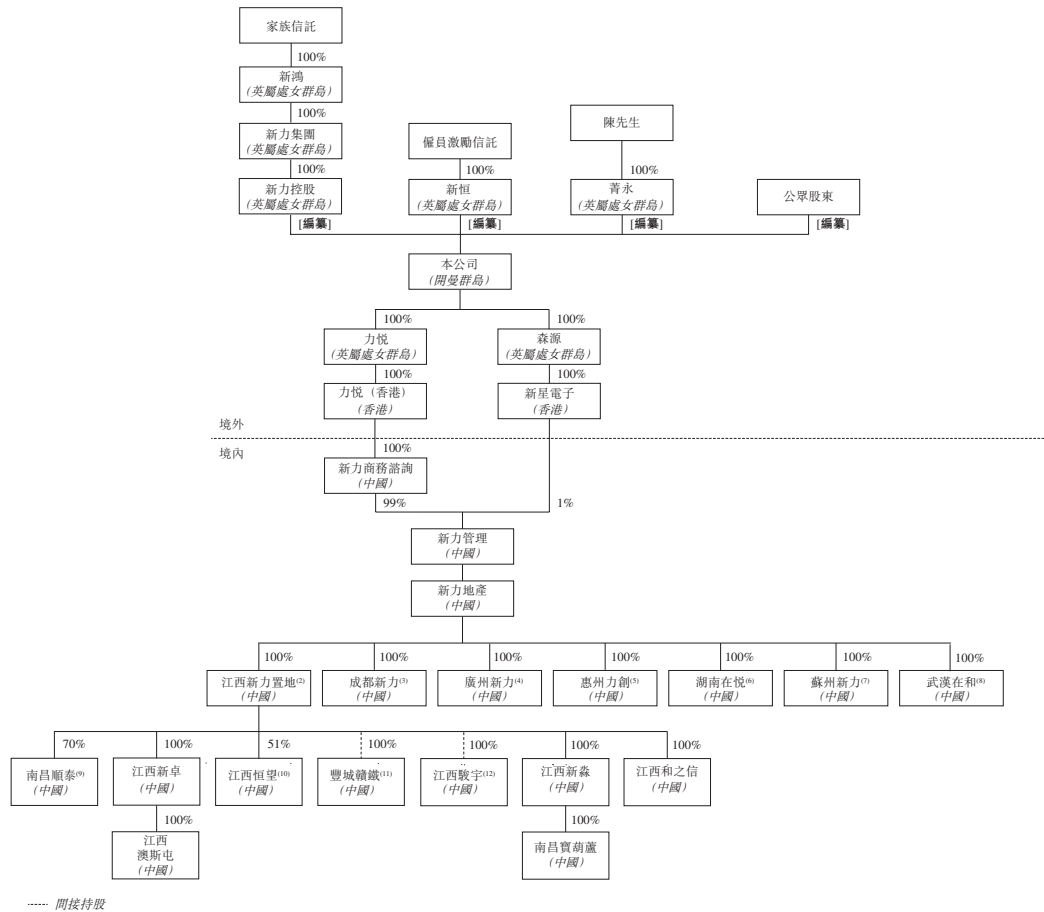 家族信託
100%
新鴻
(英屬處女群島)
100%
新力集團
(英屬處女群島)
100%
新力控股
(英屬處女群島)
[編纂]
僱員激勵信託
100%
新恒
(英屬處女群島)
[編纂]
陳先生
100%
菁永
(英屬處女群島)
[編纂]
公眾股東
[編纂]
本公司
(開曼群島)
100%
100%
力悦
(英屬處女群島)
森源
(英屬處女群島)
100%
100%
力悦（香港）
(香港)
新星電子
(香港)
境外
境內
100%
新力商務諮詢
(中國)
99%
1%
新力管理
(中國)
新力地產
(中國)
100%
100%
100%
100%
100%
100%
100%
江西新力置地(2)
(中國)
成都新力(3)
(中國)
廣州新力(4)
(中國)
惠州力創(5)
(中國)
湖南在悦(6)
(中國)
蘇州新力(7)
(中國)
武漢在和(8)
(中國)
70%
100%
51%
100%
100%
100%
100%
南昌順泰(9)
(中國)
江西新卓
(中國)
江西恒望(10)
(中國)
豐城贛鐵(11)
(中國)
江西駿宇(12)
(中國)
江西新淼
(中國)
江西和之信
(中國)
100%
100%
江西
澳斯屯
(中國)
南昌寶葫蘆
(中國)
間接持股